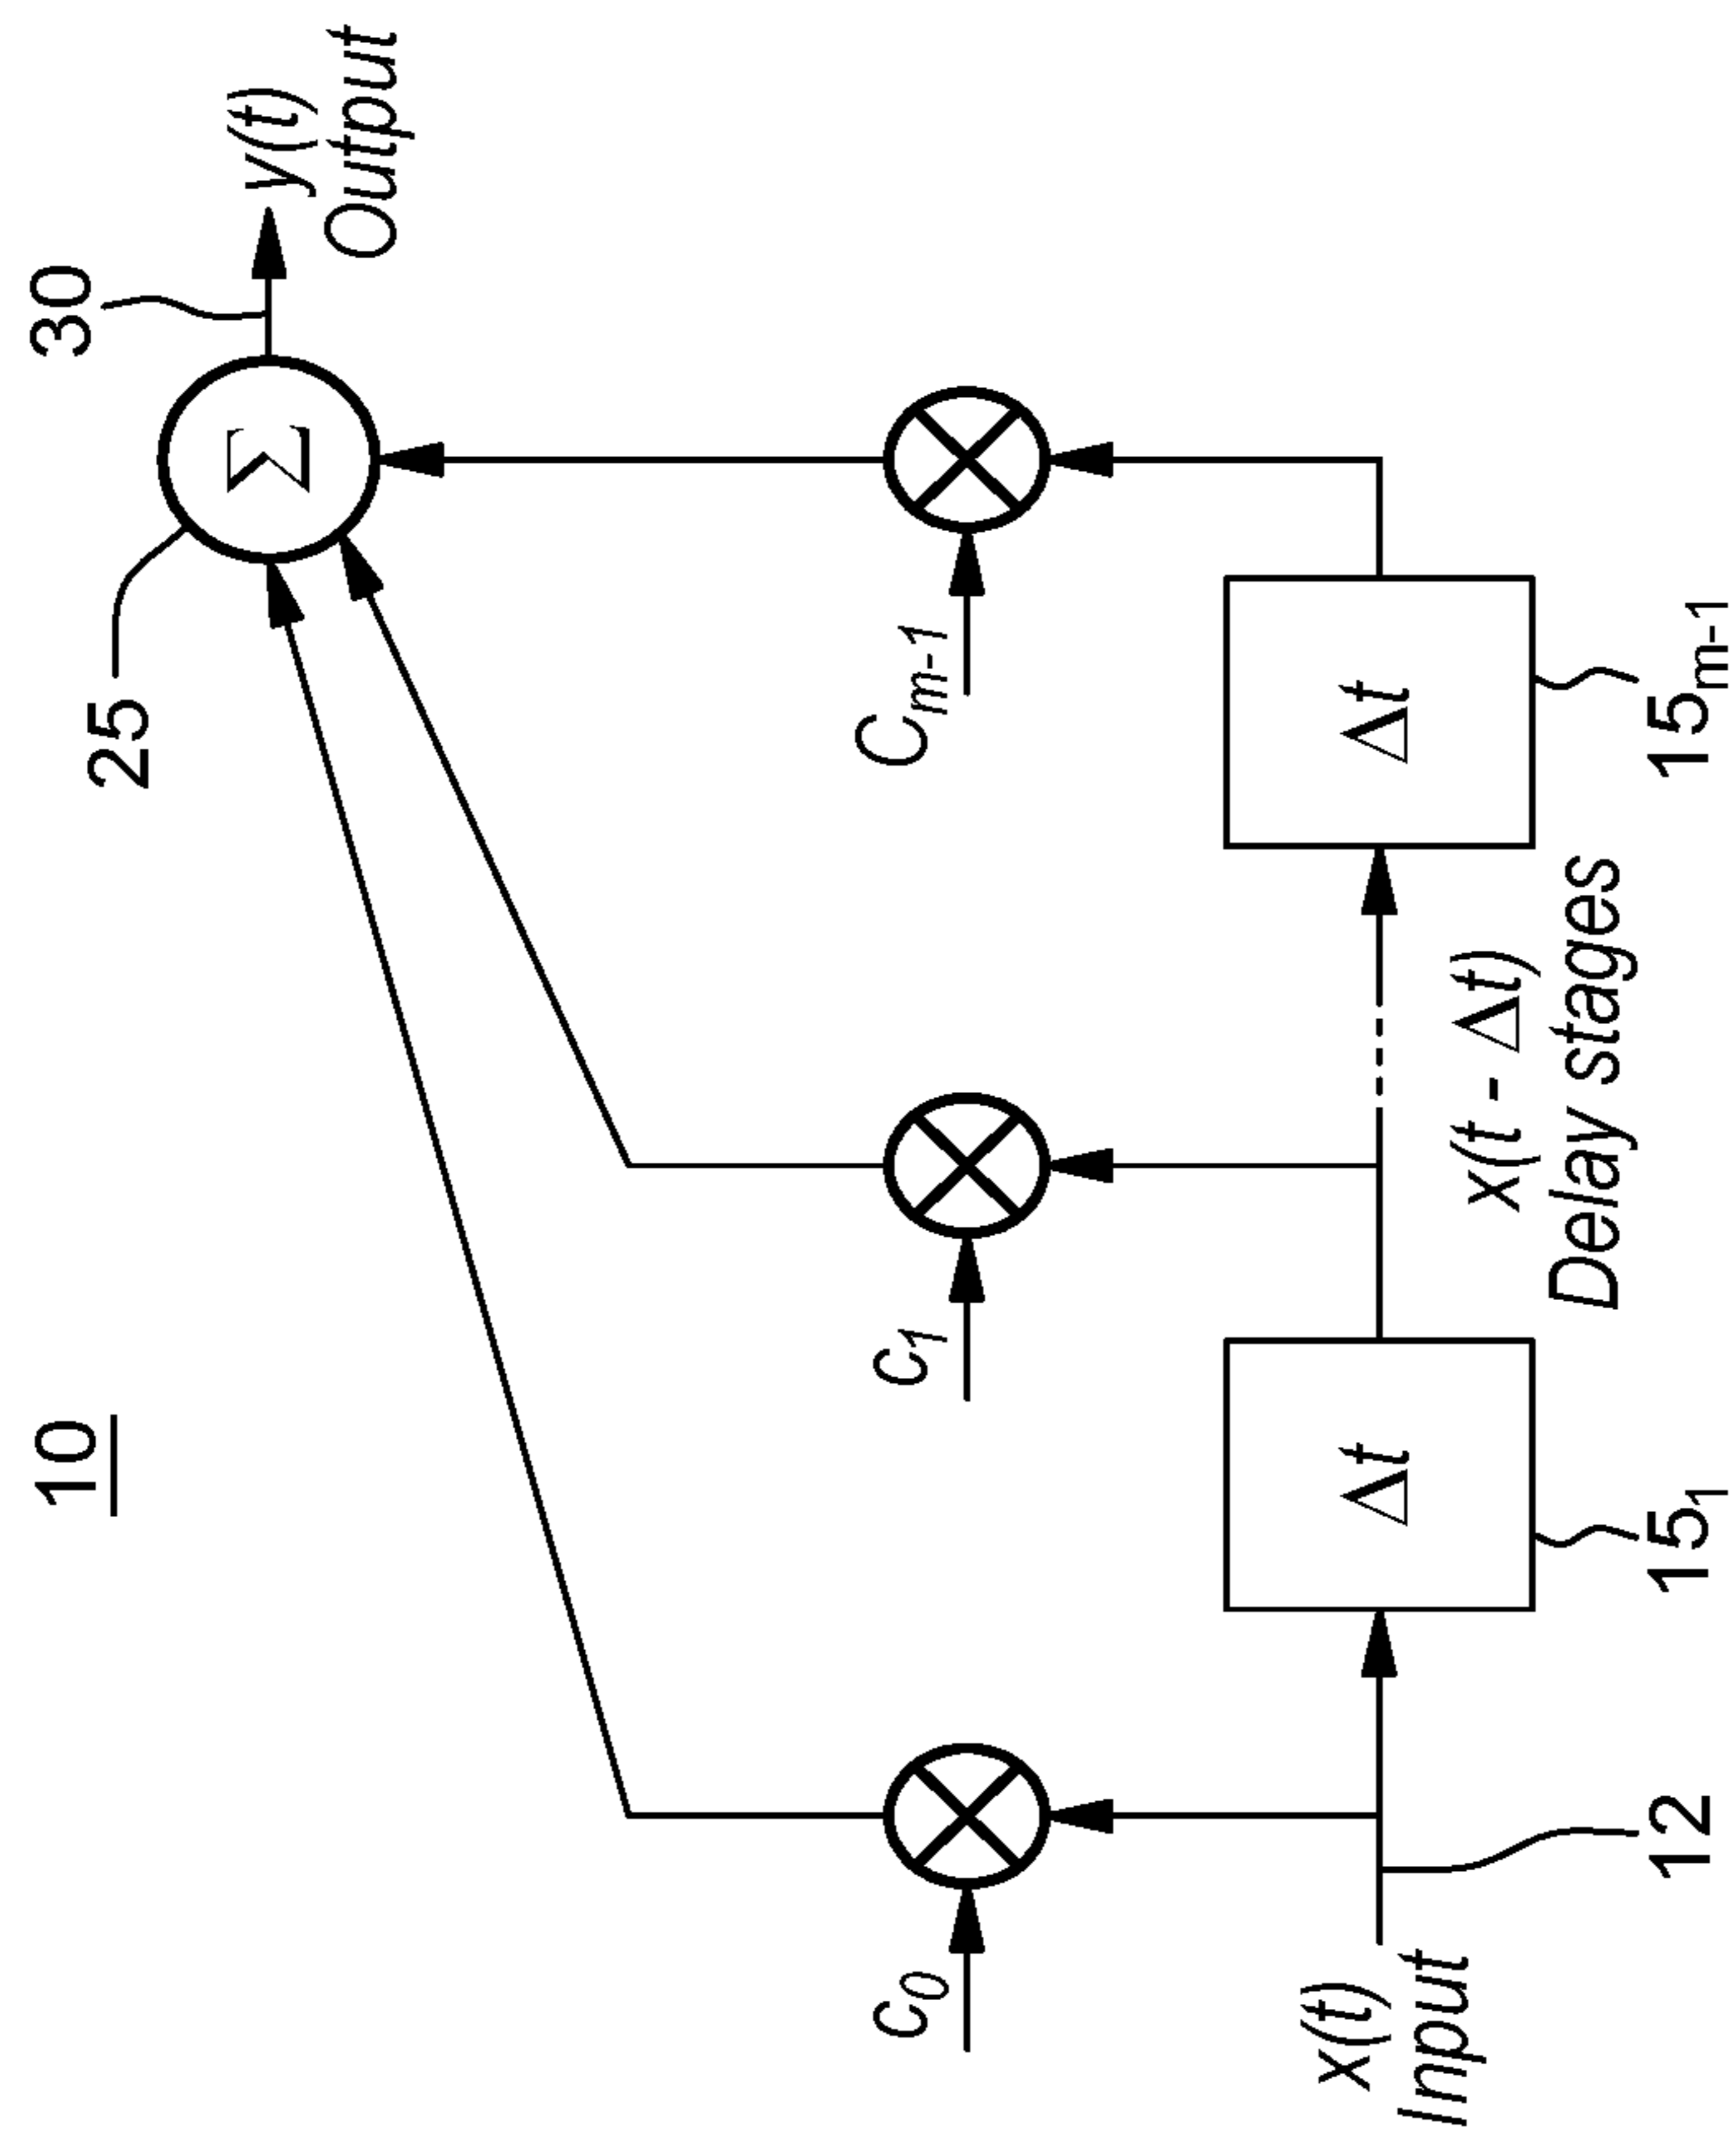 10
25
30
Σ
y(t)
Output
c₀
c₁
Cₘ₋₁
x(t)
Input
Δt
Δt
x(t - Δt)
Delay stages
12
15₁
15ₘ₋₁